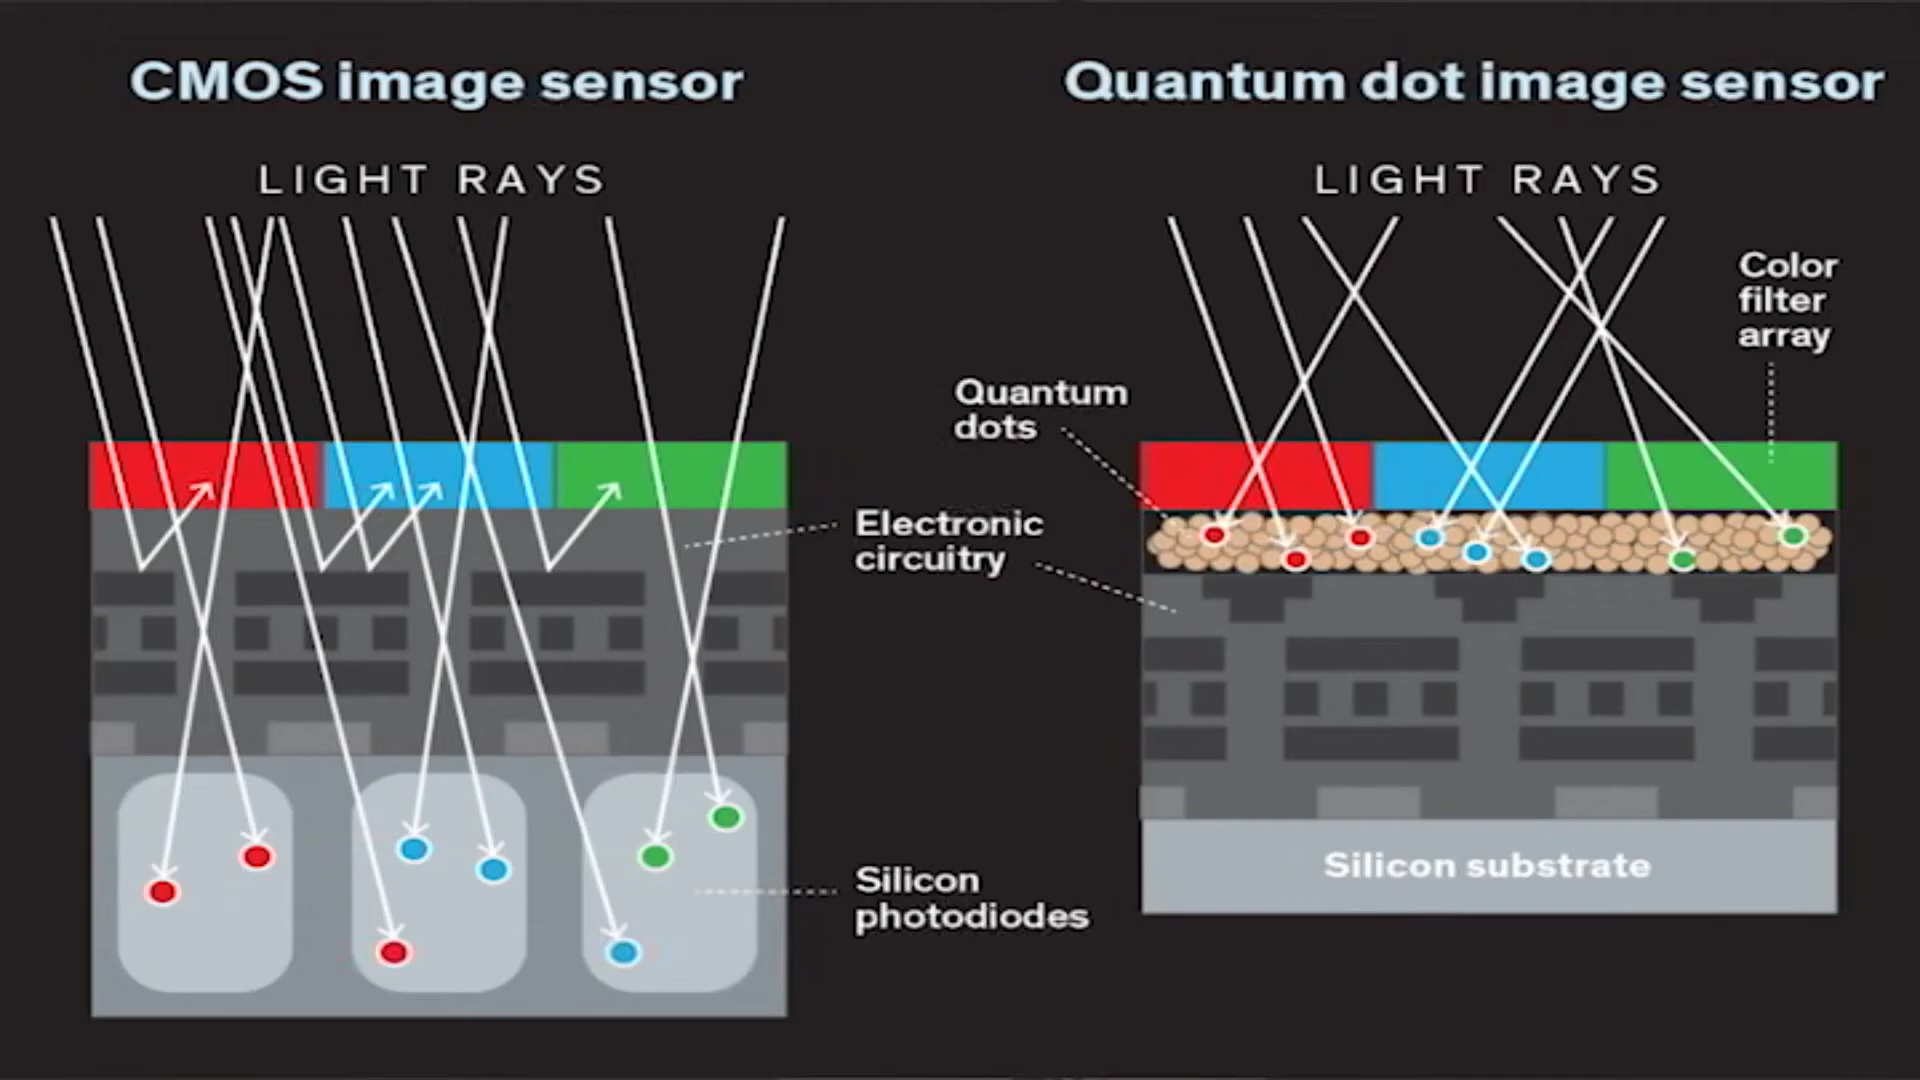 CMOS image sensor
LIGHT RAYS
Electronic
circuitry
Silicon
photodiodes
Quantum dot image sensor
LIGHT RAYS
Color
filter
array
Quantum
dots
Silicon substrate